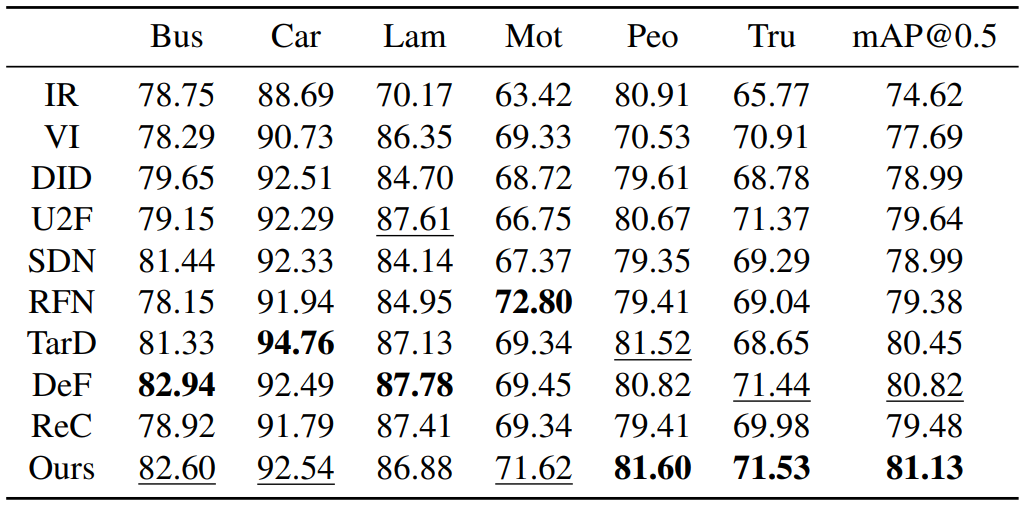 Bus Car Lam Mot Peo Tru mAP@0.5
IR 78.75 88.69 70.17 63.42 80.91 65.77 74.62
VI 78.29 90.73 86.35 69.33 70.53 70.91 77.69
DID 79.65 92.51 84.70 68.72 79.61 68.78 78.99
U2F 79.15 92.29 87.61 66.75 80.67 71.37 79.64
SDN 81.44 92.33 84.14 67.37 79.35 69.29 78.99
RFN 78.15 91.94 84.95 72.80 79.41 69.04 79.38
TarD 81.33 94.76 87.13 69.34 81.52 68.65 80.45
DeF 82.94 92.49 87.78 69.45 80.82 71.44 80.82
ReC 78.92 91.79 87.41 69.34 79.41 69.98 79.48
Ours 82.60 92.54 86.88 71.62 81.60 71.53 81.13